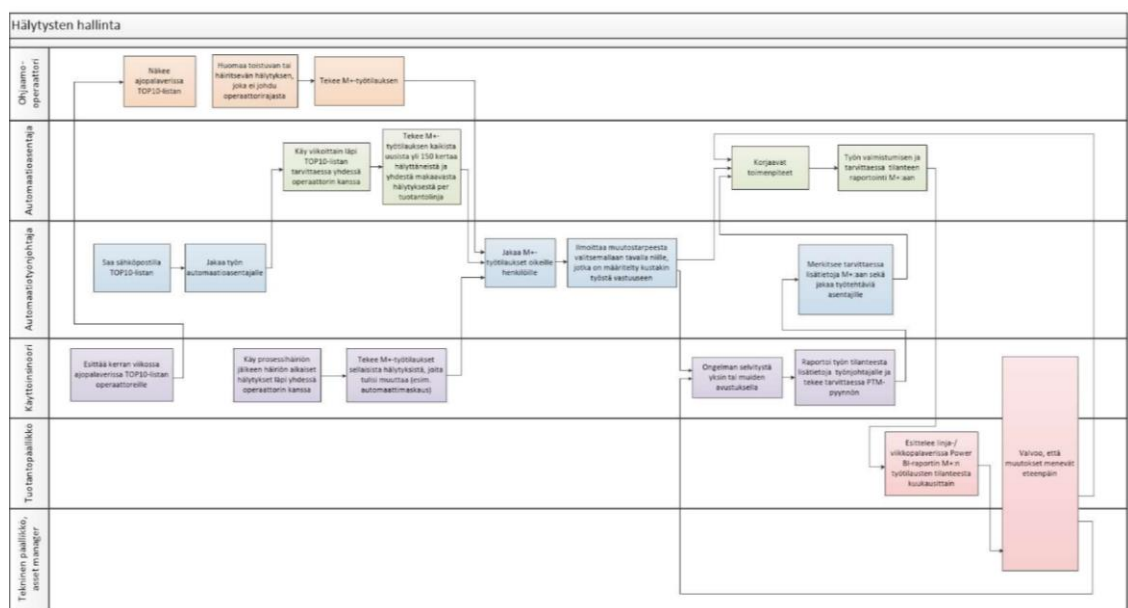 Hälytysten hallinta
Ohjaamo-
operaattori
Näkee
ajopalaverissa
TOP10-listan
Huomaa toistuvan tai
häiritsevän hälytyksen,
joka ei johdu
operaattorirajasta
Tekee M+-työtilauksen
Automaatioasentaja
Käy viikoittain läpi
TOP10-listan
tarvittaessa yhdessä
operaattorin kanssa
Tekee M+-
työtilauksen kaikista
uusista yli 150 kertaa
hälyttäneistä ja
yhdestä makaavasta
hälytyksestä per
tuotantolinja
Korjaavat
toimenpiteet
Työn valmistumisen ja
tarvittaessa tilanteen
raportointi M+:aan
Automaatiotyönjohtaja
Saa sähköpostilla
TOP10-listan
Jakaa työn
automaatioasentajalle
Jakaa M+-
työtilaukset oikeille
henkilöille
Ilmoittaa muutostarpeesta
valitsemallaan tavalla niille,
jotka on määritelty kustakin
työstä vastuuseen
Merkitsee tarvittaessa
lisätietoja M+:aan sekä
jakaa työtehtäviä
asentajille
Käyttöinsinööri
Esittää kerran viikossa
ajopalaverissa TOP10-listan
operaattoreille
Käy prosessihäiriön
jälkeen häiriön aikaiset
hälytykset läpi yhdessä
operaattorin kanssa
Tekee M+-työtilaukset
sellaisista hälytyksistä, joita
tulisi muuttaa (esim.
automaattimaskaus)
Ongelman selvitystä
yksin tai muiden
avustuksella
Raportoi työn tilanteesta
lisätietoja työnjohtajalle ja
tekee tarvittaessa PTM-
pyynnön
Tuotantopäällikkö
Esittelee linja-/
viikkopalaverissa Power
BI-raportin M+:n
työtilausten tilanteesta
kuukausittain
Valvoo, että
muutokset menevät
eteenpäin
Tekninen päällikkö,
asset manager